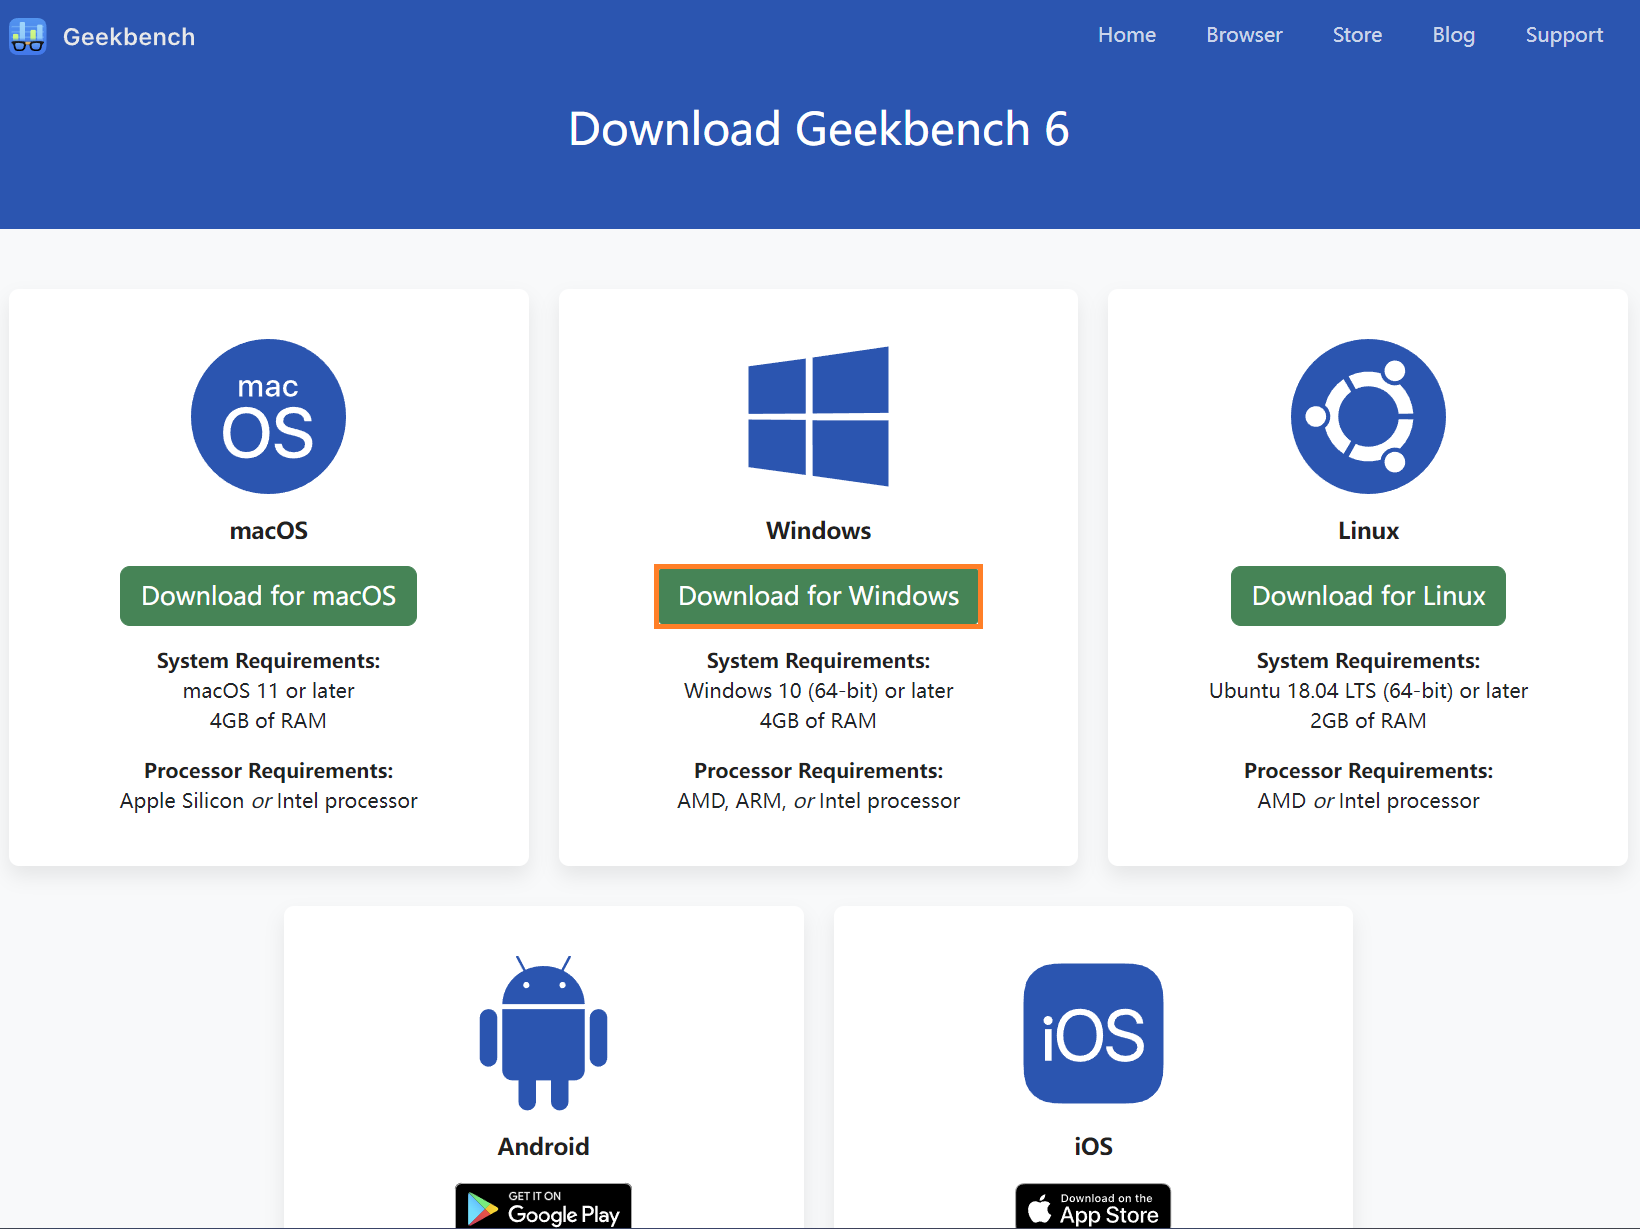 Geekbench
Home
Browser
Store
Blog
Support
Download Geekbench 6
mac
OS
macOS
Download for macOS
System Requirements:
macOS 11 or later
4GB of RAM
Processor Requirements:
Apple Silicon or Intel processor
Windows
Download for Windows
System Requirements:
Windows 10 (64-bit) or later
4GB of RAM
Processor Requirements:
AMD, ARM, or Intel processor
Linux
Download for Linux
System Requirements:
Ubuntu 18.04 LTS (64-bit) or later
2GB of RAM
Processor Requirements:
AMD or Intel processor
Android
GET IT ON
Google Play
iOS
iOS
Download on the
App Store